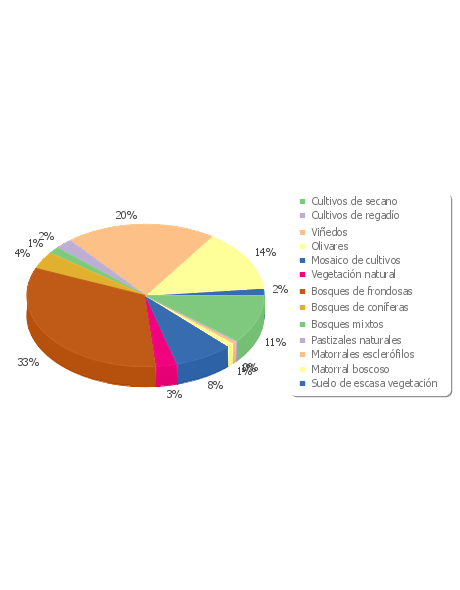 Cultivos de secano
Cultivos de regadío
Viñedos
Olivares
Mosaico de cultivos
Vegetación natural
Bosques de frondosas
Bosques de coníferas
Bosques mixtos
Pastizales naturales
Matorrales esclerófilos
Matorral boscoso
Suelo de escasa vegetación
20%
2%
1%
4%
14%
2%
11%
0%
1%
8%
3%
33%